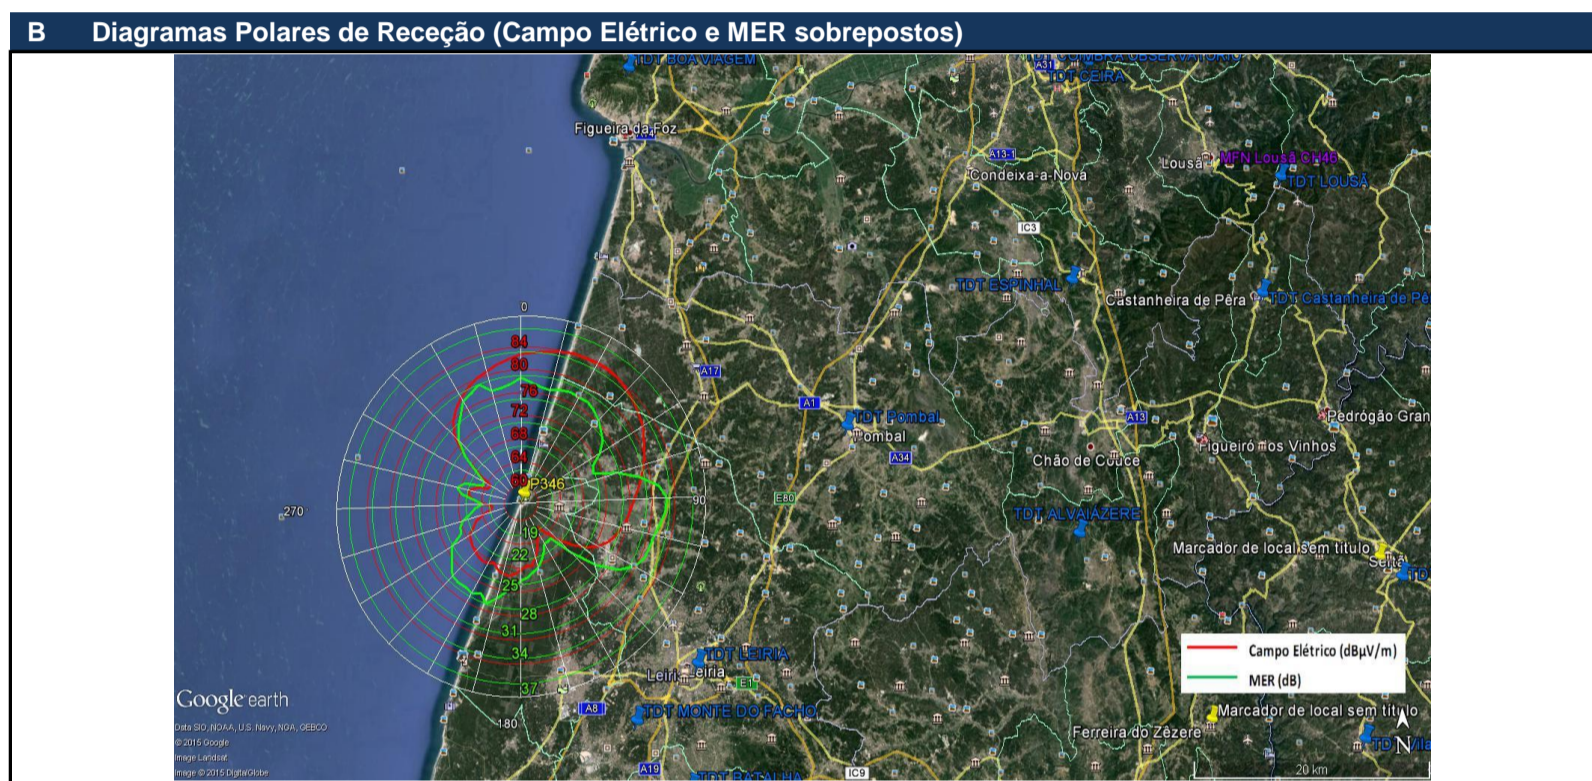 B Diagramas Polares de Receção (Campo Elétrico e MER sobrepostos)
TDT BOA VIAGEM
TDT COIMBRA OBSERVATORIO
A31
TDT CEIRA
Figueira da Foz
A14
A13-1
Condeixa-a-Nova
Lousã
MFN Lousã CH46
TDT LOUSÃ
IC3
TDT ESPINHAL
Castanheira de Pêra
TDT Castanheira de Pê
0
84
80
76
72
68
64
60
P346
90
270
19
22
25
28
31
34
37
180
A17
A1
TDT Pombal
Pombal
A34
A13
Pedrógão Gran
Figueiró dos Vinhos
Chão de Couce
E80
TDT ALVAIÁZERE
Marcador de local sem título
Sertã
TD
TDT LEIRIA
Leiria
E1
A8
TDT MONTE DO FACHO
A19
TDT BATALHA
IC9
Campo Elétrico (dBµV/m)
MER (dB)
Marcador de local sem título
Ferreira do Zêzere
N
20 km
Google earth
Data SIO, NOAA, U.S. Navy, NGA, GEBCO
© 2015 Google
Image Landsat
Image © 2015 DigitalGlobe